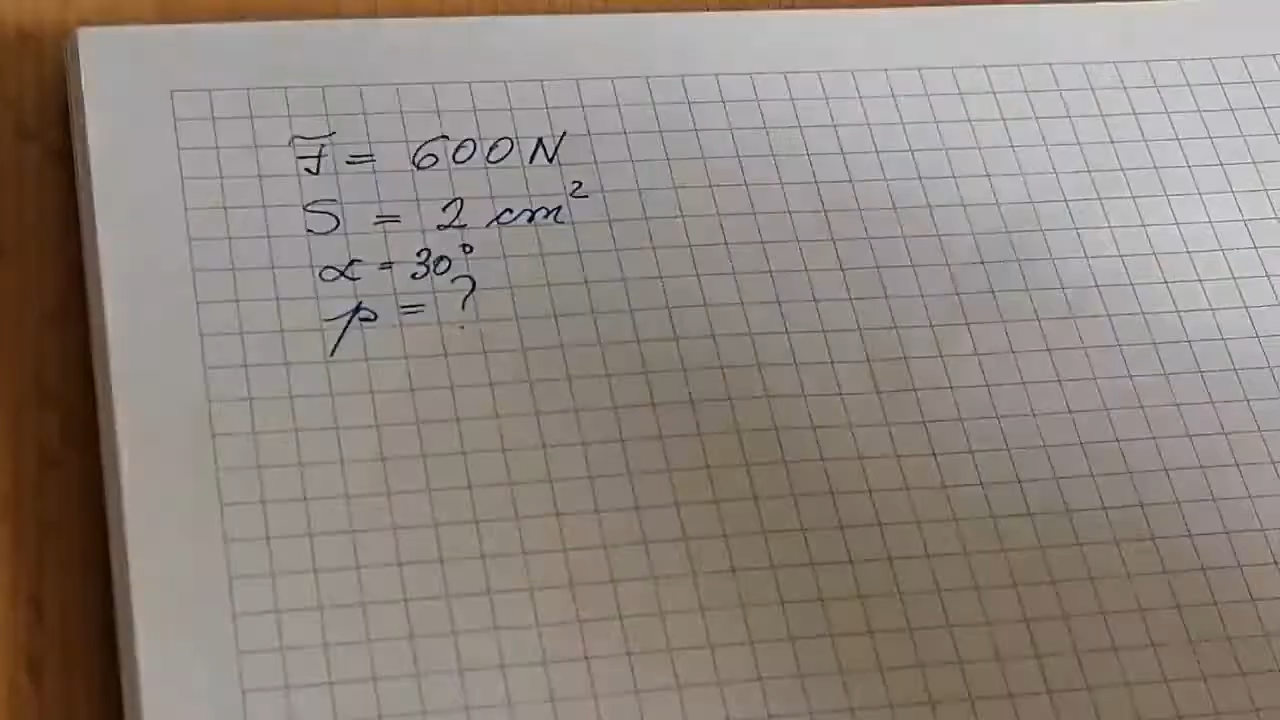 F = 600 N
S = 2 cm²
α = 30°
p = ?